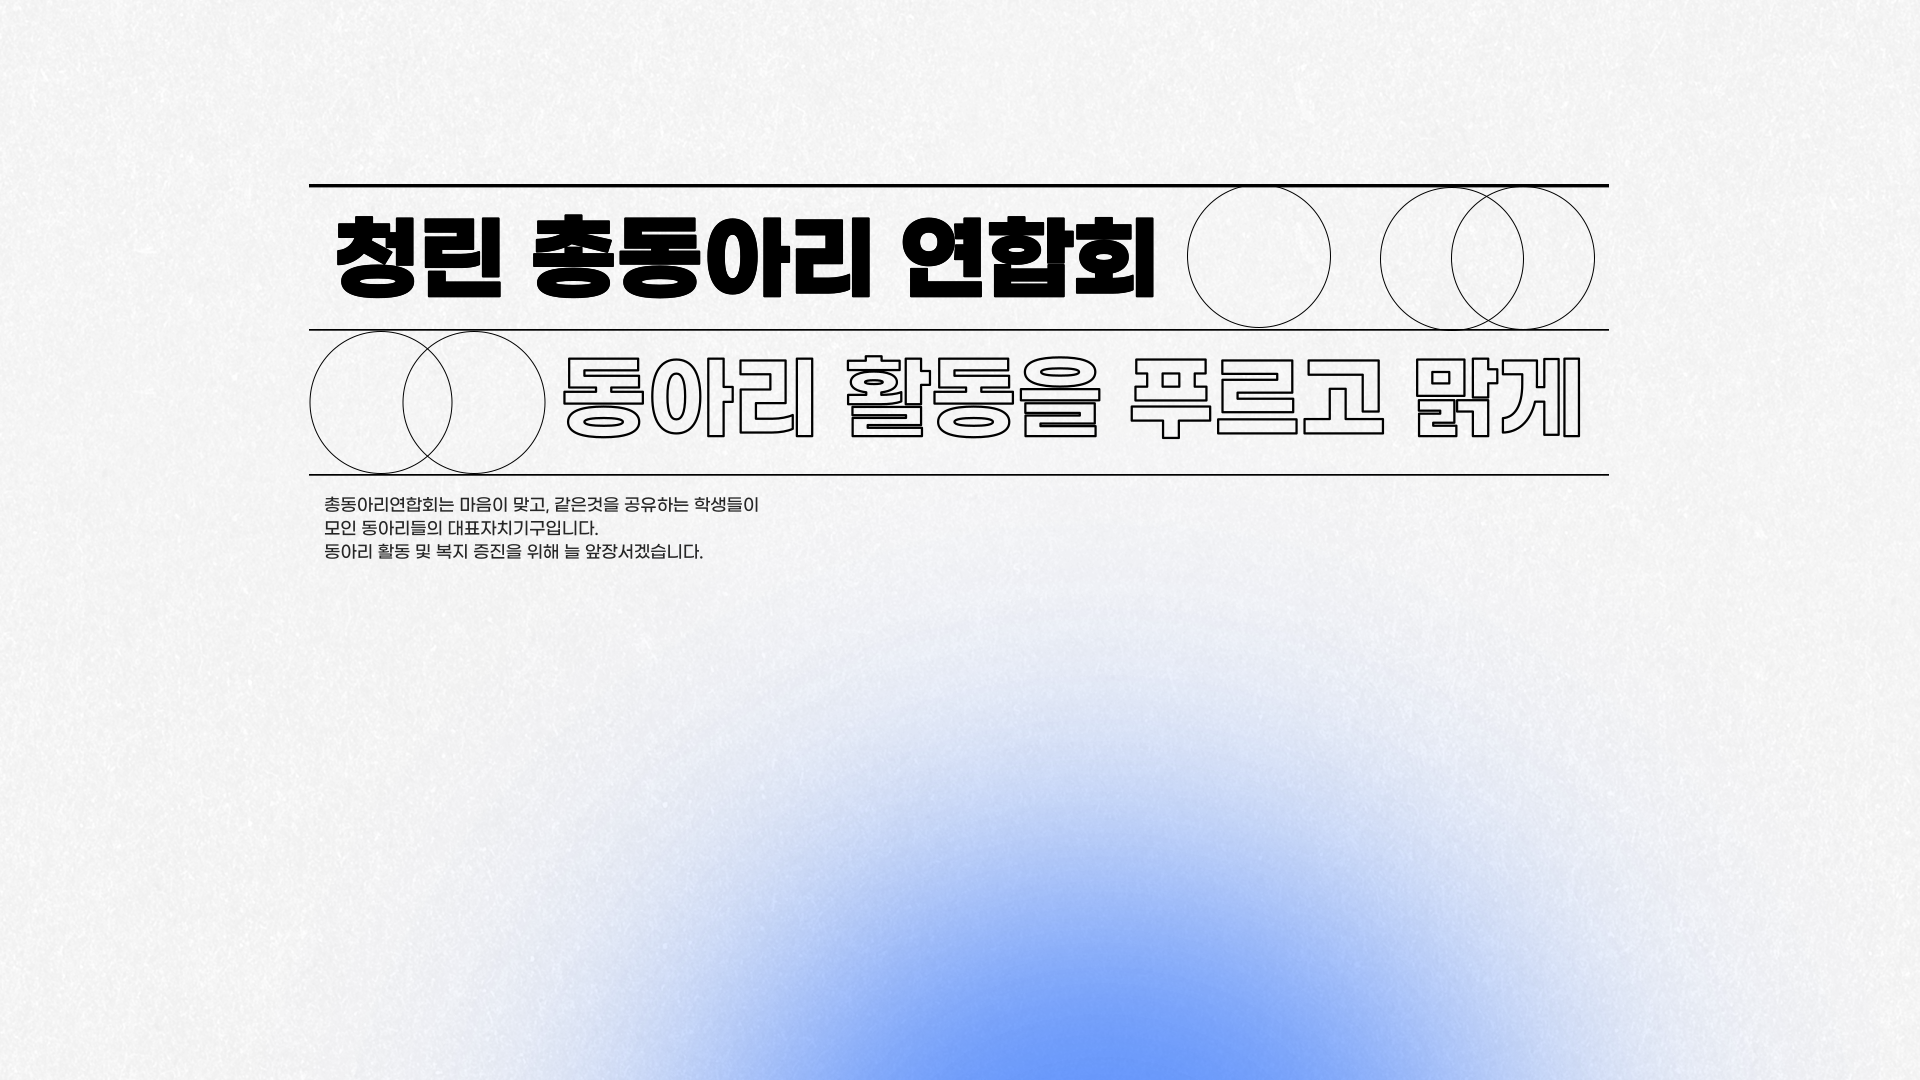 청린 총동아리 연합회
동아리 활동을 푸르고 맑게
총동아리연합회는 마음이 맞고, 같은것을 공유하는 학생들이
모인 동아리들의 대표자치기구입니다.
동아리 활동 및 복지 증진을 위해 늘 앞장서겠습니다.